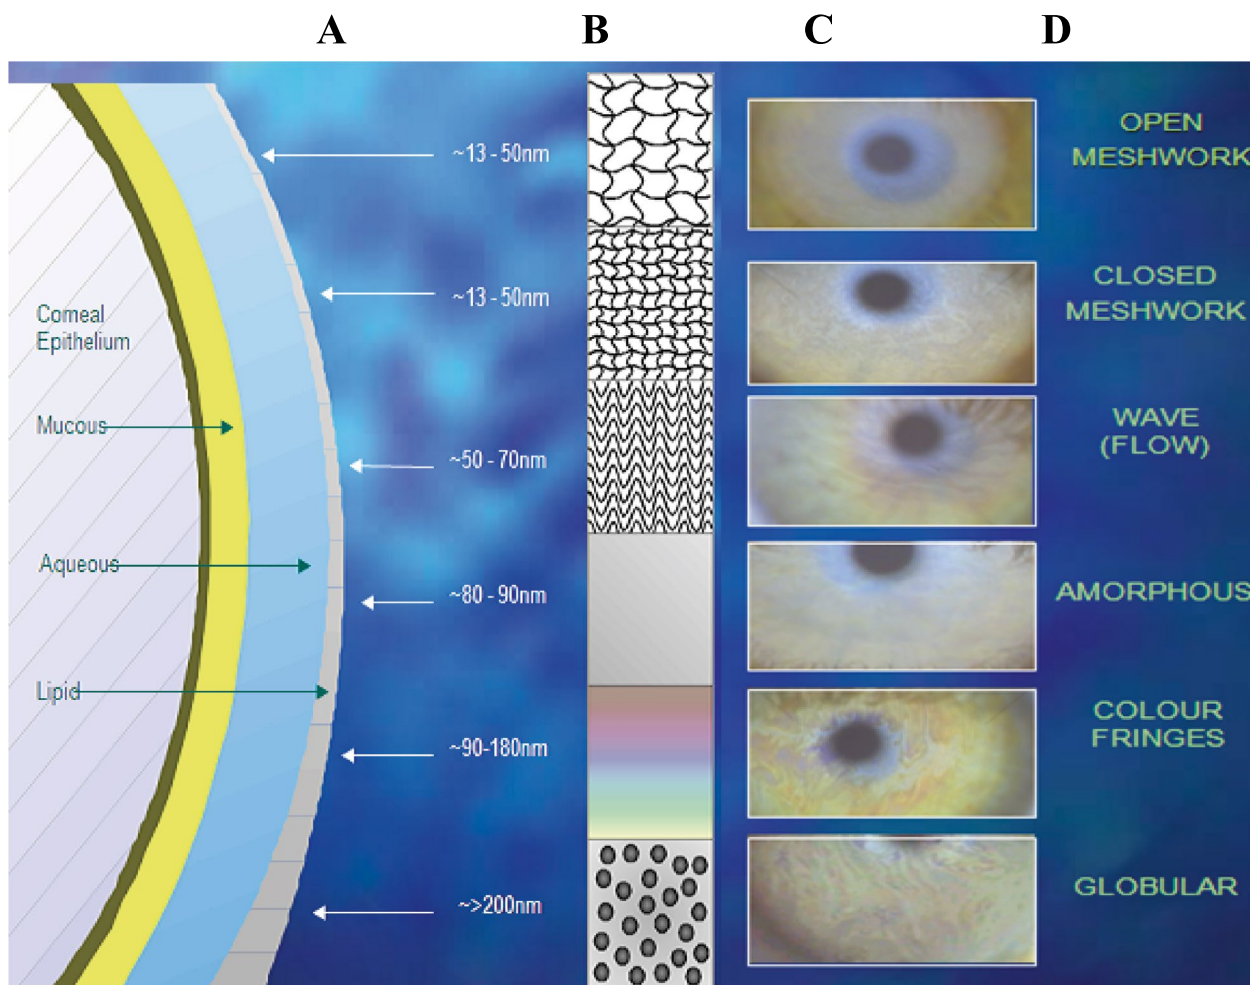 A B C D
~13 - 50nm
OPEN
MESHWORK
~13 - 50nm
CLOSED
MESHWORK
Corneal
Epithelium
Mucous
~50 - 70nm
WAVE
(FLOW)
Aqueous
~80 - 90nm
AMORPHOUS
Lipid
~90-180nm
COLOUR
FRINGES
~>200nm
GLOBULAR